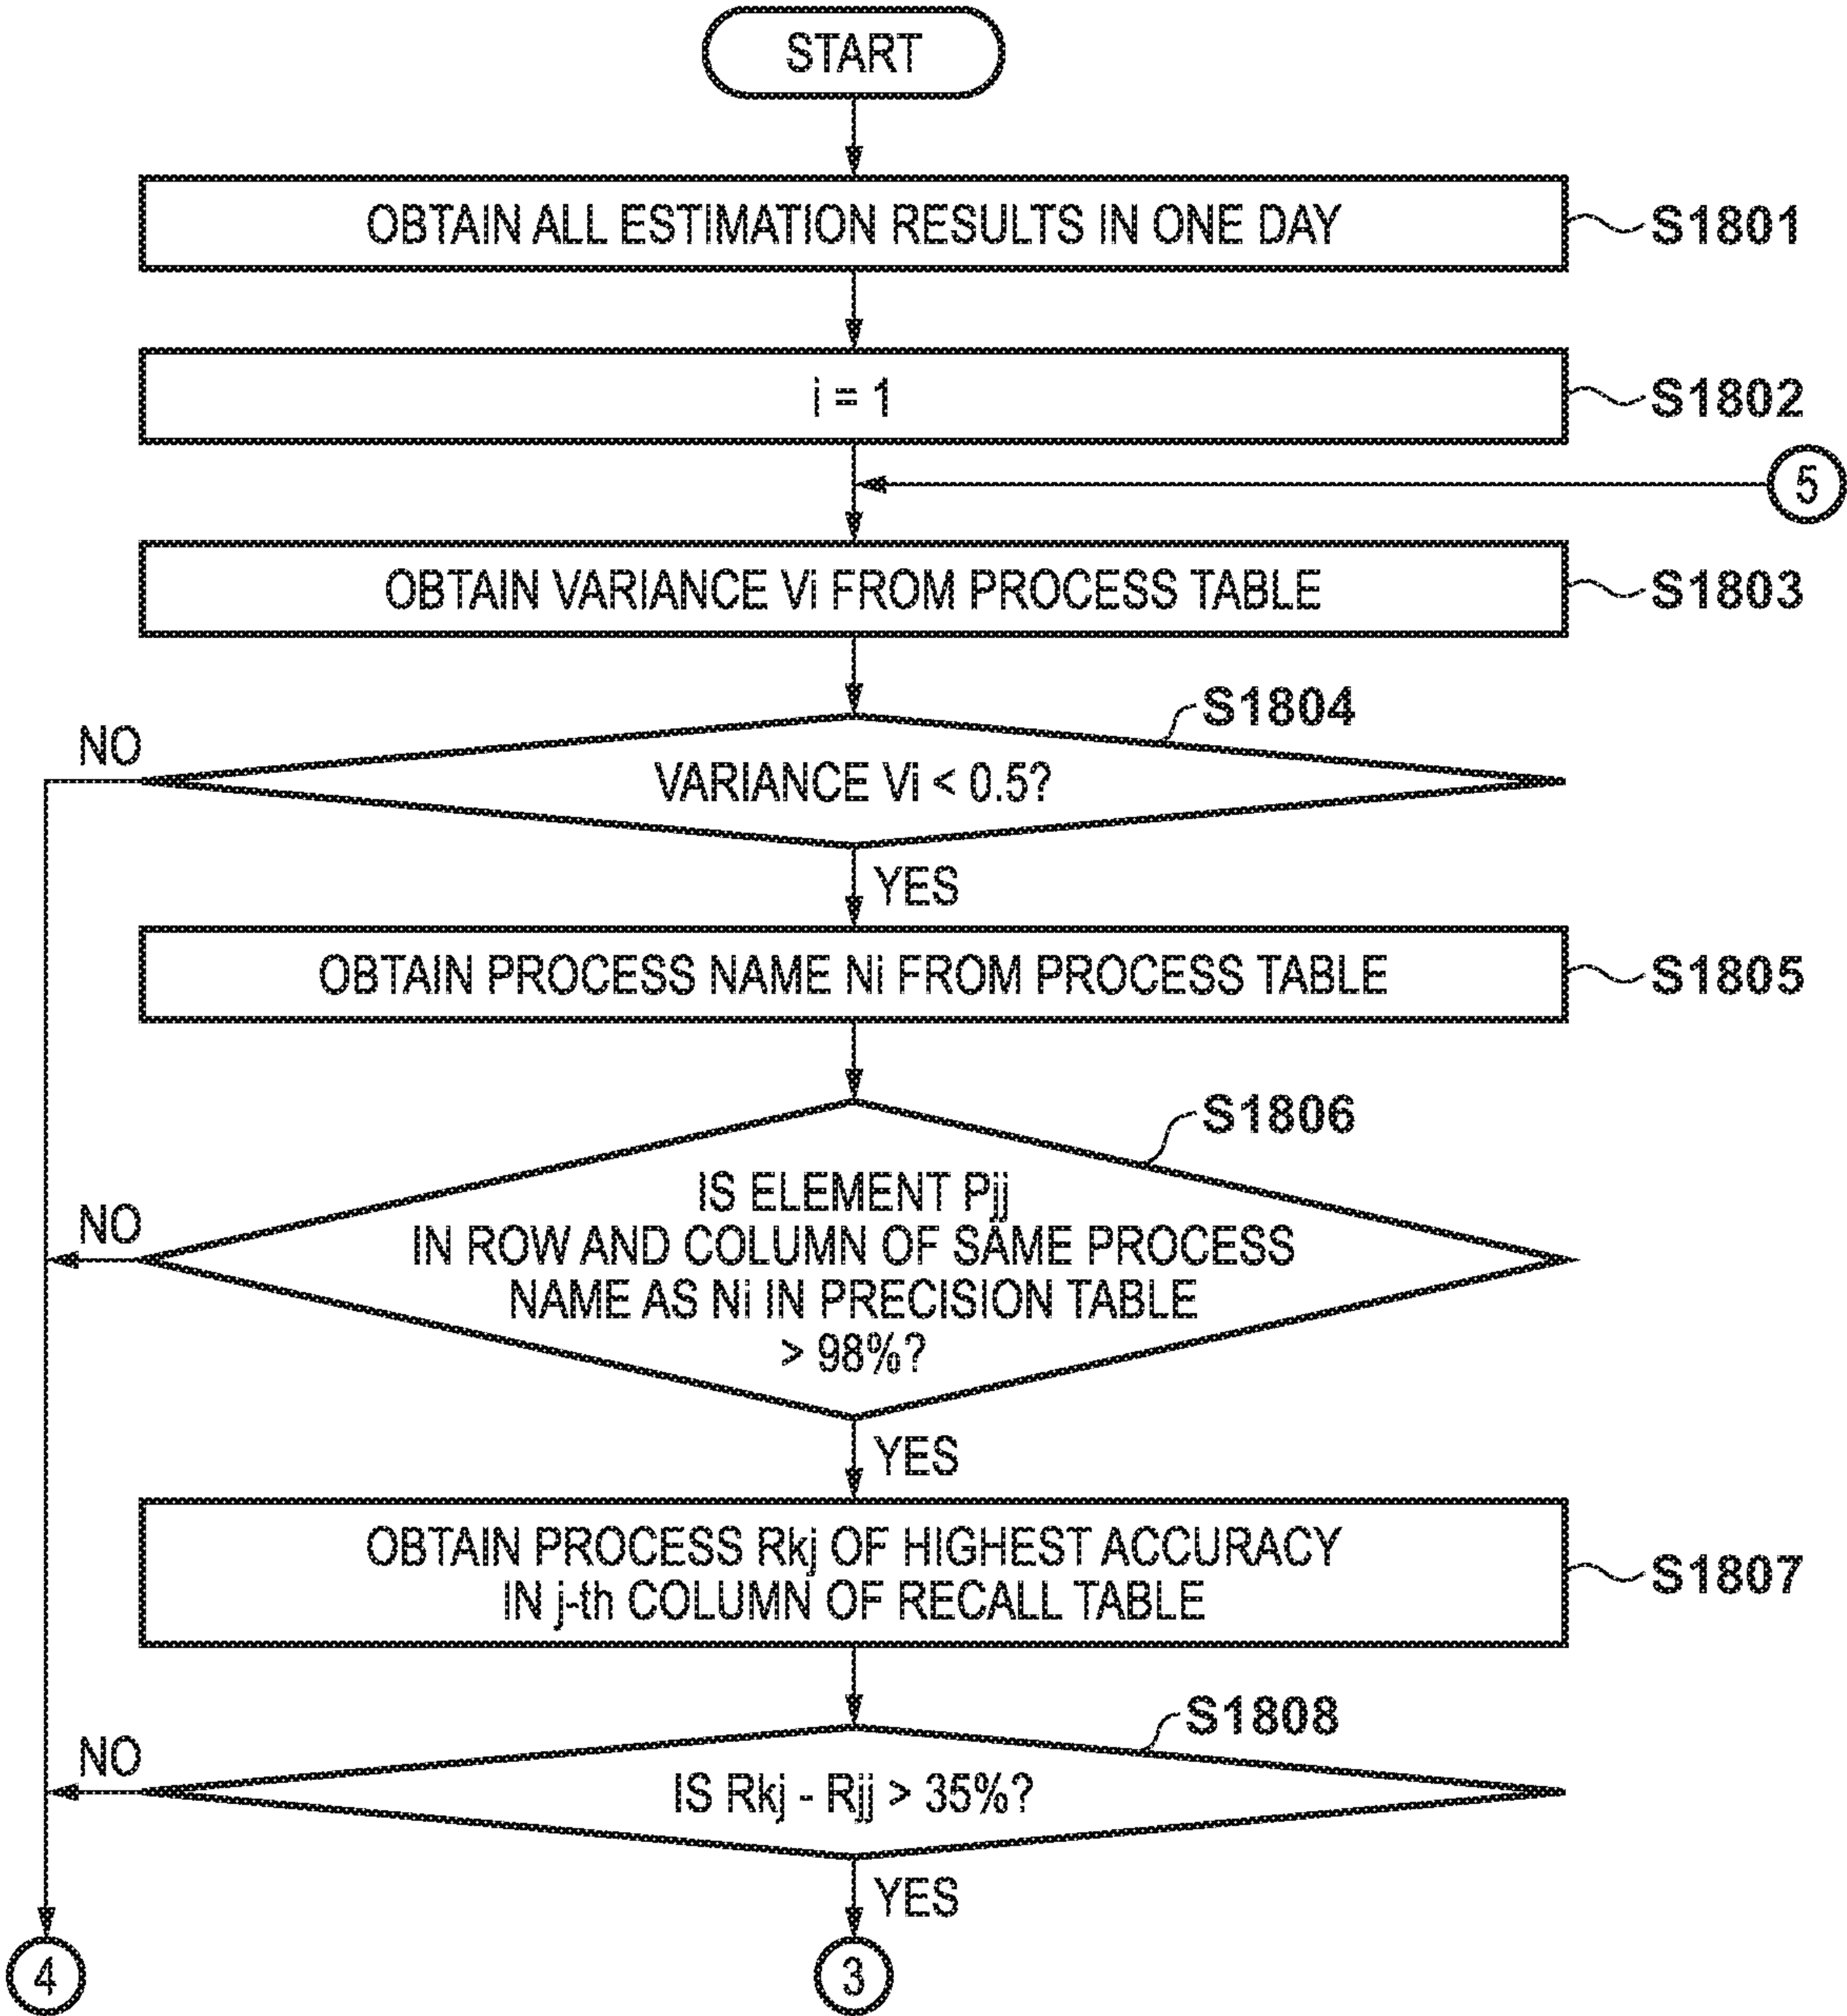 START
OBTAIN ALL ESTIMATION RESULTS IN ONE DAY
S1801
i = 1
S1802
5
OBTAIN VARIANCE Vi FROM PROCESS TABLE
S1803
S1804
NO
VARIANCE Vi < 0.5?
YES
OBTAIN PROCESS NAME Ni FROM PROCESS TABLE
S1805
S1806
NO
IS ELEMENT Pjj
IN ROW AND COLUMN OF SAME PROCESS
NAME AS Ni IN PRECISION TABLE
> 98%?
YES
OBTAIN PROCESS Rkj OF HIGHEST ACCURACY
IN j-th COLUMN OF RECALL TABLE
S1807
S1808
NO
IS Rkj - Rjj > 35%?
YES
4
3